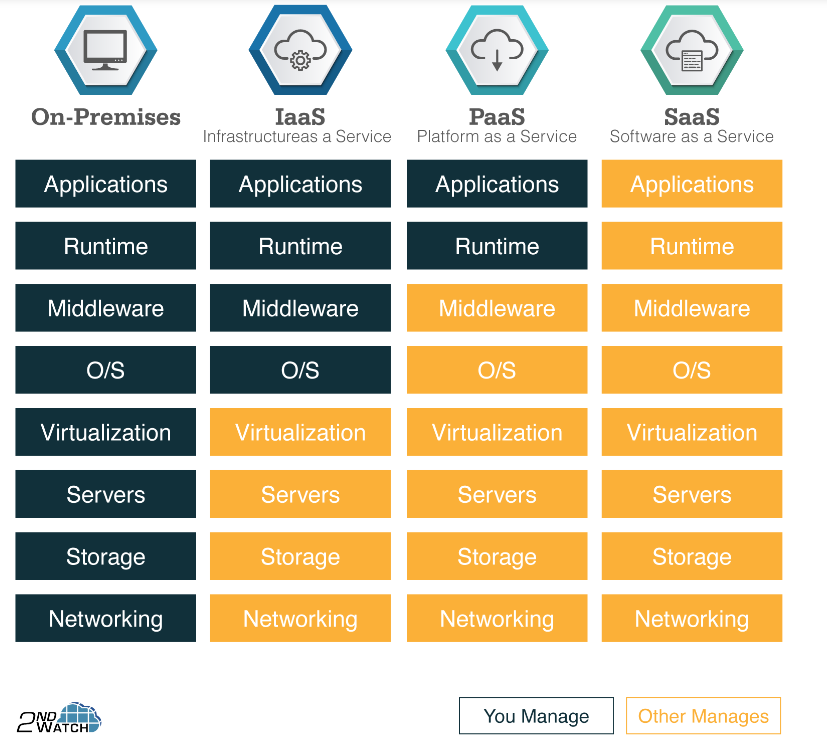 On-Premises
IaaS
Infrastructureas a Service
PaaS
Platform as a Service
SaaS
Software as a Service
Applications Applications Applications Applications
Runtime Runtime Runtime Runtime
Middleware Middleware Middleware Middleware
O/S O/S O/S O/S
Virtualization Virtualization Virtualization Virtualization
Servers Servers Servers Servers
Storage Storage Storage Storage
Networking Networking Networking Networking
2ND
WATCH
You Manage
Other Manages